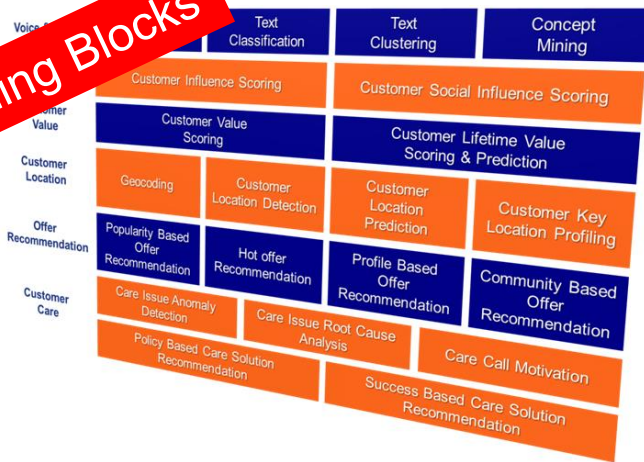 ing Blocks
Voice
Text
Classification
Text
Clustering
Concept
Mining
Customer Influence Scoring
Customer Social Influence Scoring
Value
Customer Value
Scoring
Customer Lifetime Value
Scoring & Prediction
Customer
Location
Geocoding
Customer
Location Detection
Customer
Location
Prediction
Customer Key
Location Profiling
Offer
Recommendation
Popularity Based
Offer
Recommendation
Hot offer
Recommendation
Profile Based
Offer
Recommendation
Community Based
Offer
Recommendation
Customer
Care
Care Issue Anomaly
Detection
Care Issue Root Cause
Analysis
Care Call Motivation
Policy Based Care Solution
Recommendation
Success Based Care Solution
Recommendation